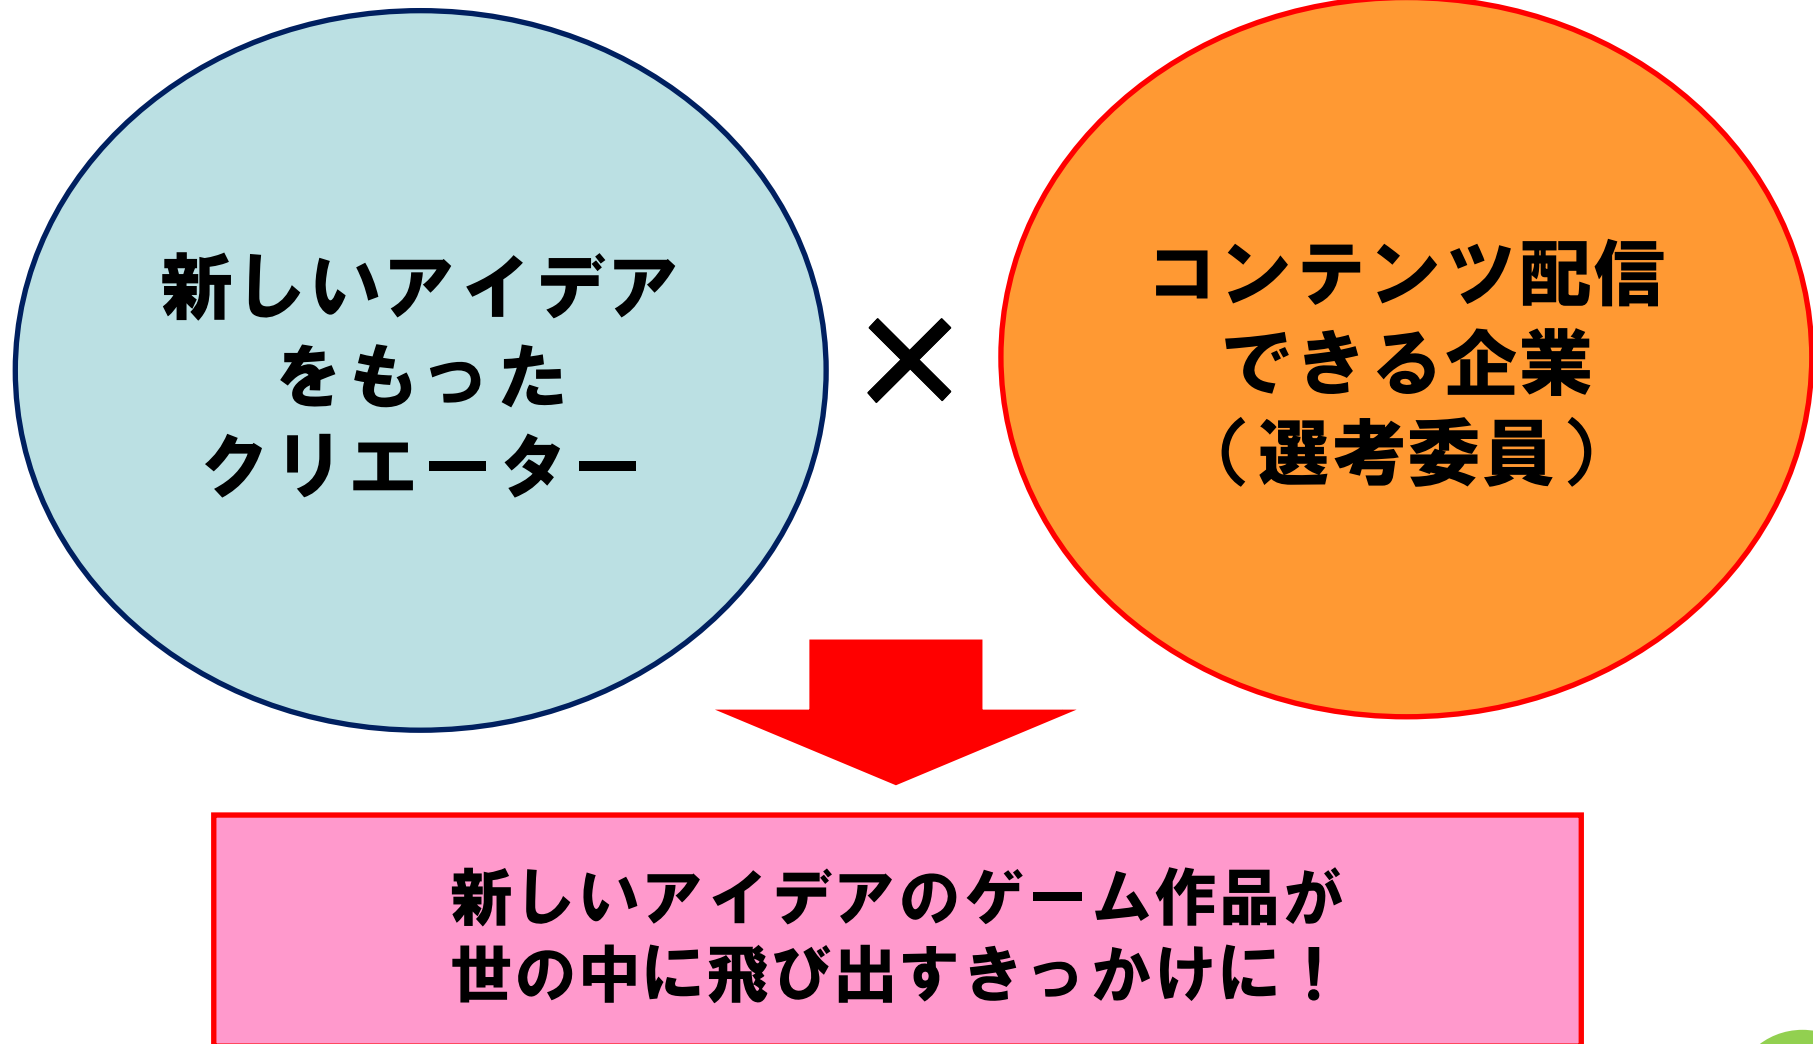 新しいアイデア
をもった
クリエーター
×
コンテンツ配信
できる企業
（選考委員）
新しいアイデアのゲーム作品が
世の中に飛び出すきっかけに！